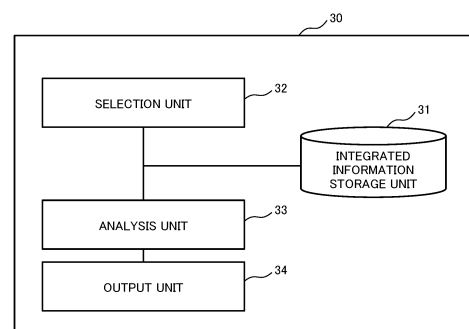 30
SELECTION UNIT
32
31
INTEGRATED
INFORMATION
STORAGE UNIT
ANALYSIS UNIT
33
OUTPUT UNIT
34